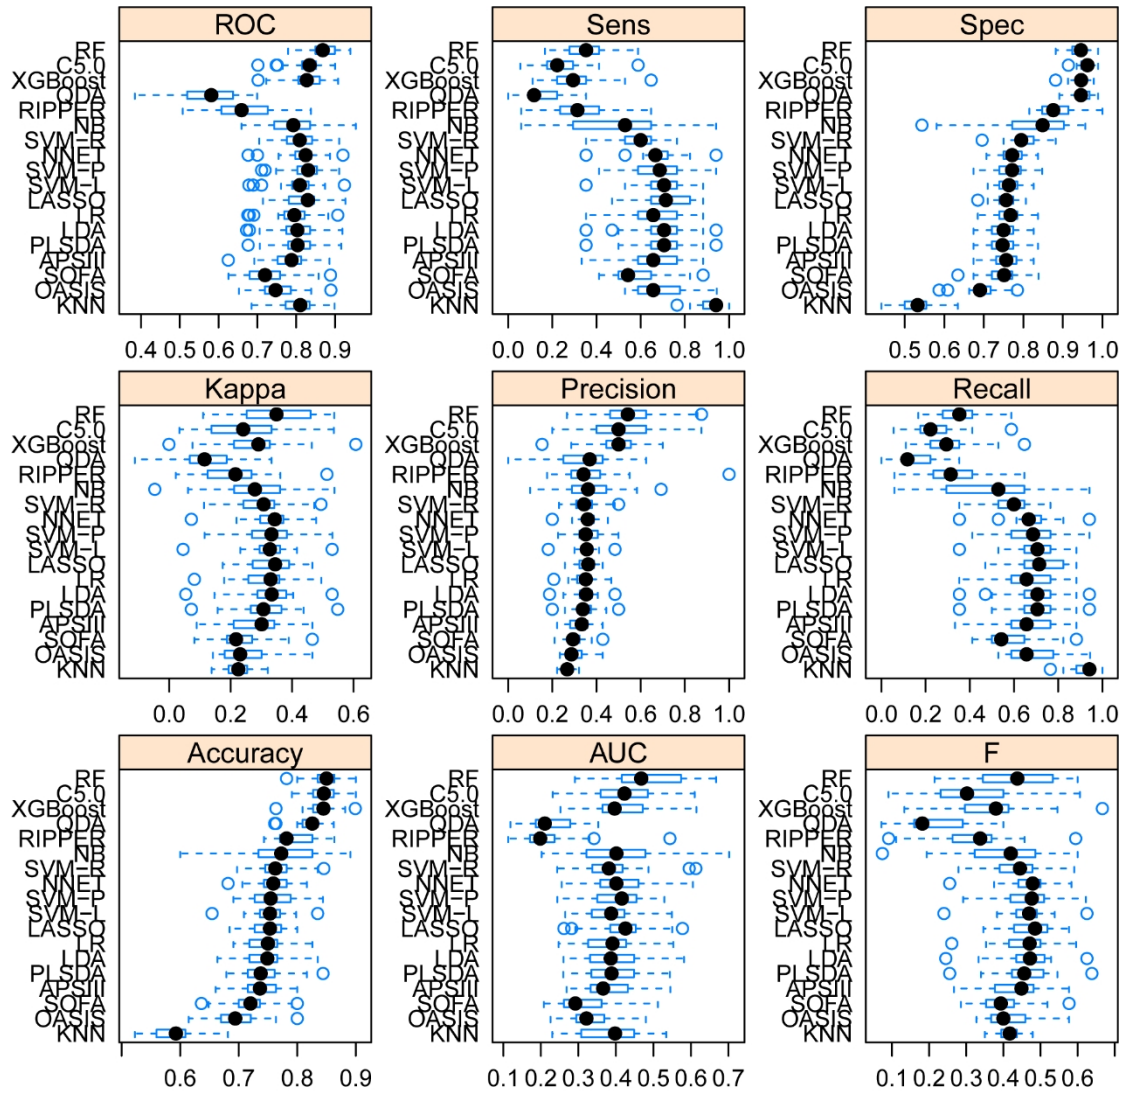 ROC
Sens
Spec
RF
C5.0
XGBoost
QDA
RIPPER
NB
SVM-R
NNET
SVM-P
SVM-L
LASSO
LR
LDA
PLSDA
APSIII
SOFA
OASIS
KNN
RF
C5.0
XGBoost
QDA
RIPPER
NB
SVM-R
NNET
SVM-P
SVM-L
LASSO
LR
LDA
PLSDA
APSIII
SOFA
OASIS
KNN
RF
C5.0
XGBoost
QDA
RIPPER
NB
SVM-R
NNET
SVM-P
SVM-L
LASSO
LR
LDA
PLSDA
APSIII
SOFA
OASIS
KNN
0.4 0.5 0.6 0.7 0.8 0.9
0.0 0.2 0.4 0.6 0.8 1.0
0.5 0.6 0.7 0.8 0.9 1.0
Kappa
Precision
Recall
RF
C5.0
XGBoost
QDA
RIPPER
NB
SVM-R
NNET
SVM-P
SVM-L
LASSO
LR
LDA
PLSDA
APSIII
SOFA
OASIS
KNN
RF
C5.0
XGBoost
QDA
RIPPER
NB
SVM-R
NNET
SVM-P
SVM-L
LASSO
LR
LDA
PLSDA
APSIII
SOFA
OASIS
KNN
RF
C5.0
XGBoost
QDA
RIPPER
NB
SVM-R
NNET
SVM-P
SVM-L
LASSO
LR
LDA
PLSDA
APSIII
SOFA
OASIS
KNN
0.0 0.2 0.4 0.6
0.0 0.2 0.4 0.6 0.8 1.0
0.0 0.2 0.4 0.6 0.8 1.0
Accuracy
AUC
F
RF
C5.0
XGBoost
QDA
RIPPER
NB
SVM-R
NNET
SVM-P
SVM-L
LASSO
LR
LDA
PLSDA
APSIII
SOFA
OASIS
KNN
RF
C5.0
XGBoost
QDA
RIPPER
NB
SVM-R
NNET
SVM-P
SVM-L
LASSO
LR
LDA
PLSDA
APSIII
SOFA
OASIS
KNN
RF
C5.0
XGBoost
QDA
RIPPER
NB
SVM-R
NNET
SVM-P
SVM-L
LASSO
LR
LDA
PLSDA
APSIII
SOFA
OASIS
KNN
0.6 0.7 0.8 0.9
0.1 0.2 0.3 0.4 0.5 0.6 0.7
0.1 0.2 0.3 0.4 0.5 0.6